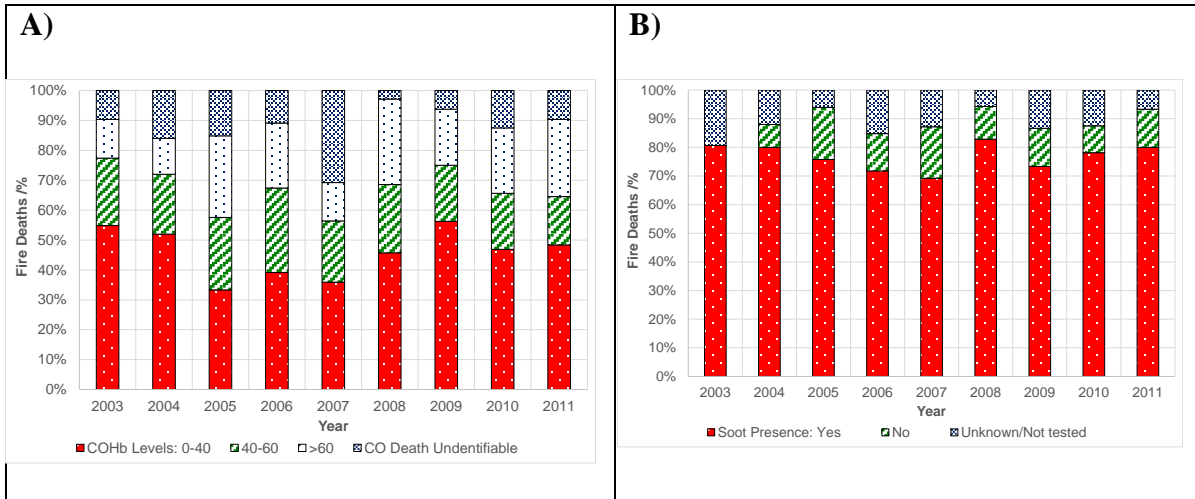 A)
100%
90%
80%
70%
60%
50%
40%
30%
20%
10%
0%
Fire Deaths /%
2003 2004 2005 2006 2007 2008 2009 2010 2011
Year
COHb Levels: 0-40 40-60 >60 CO Death Undentifiable
B)
100%
90%
80%
70%
60%
50%
40%
30%
20%
10%
0%
Fire Deaths /%
2003 2004 2005 2006 2007 2008 2009 2010 2011
Year
Soot Presence: Yes No Unknown/Not tested